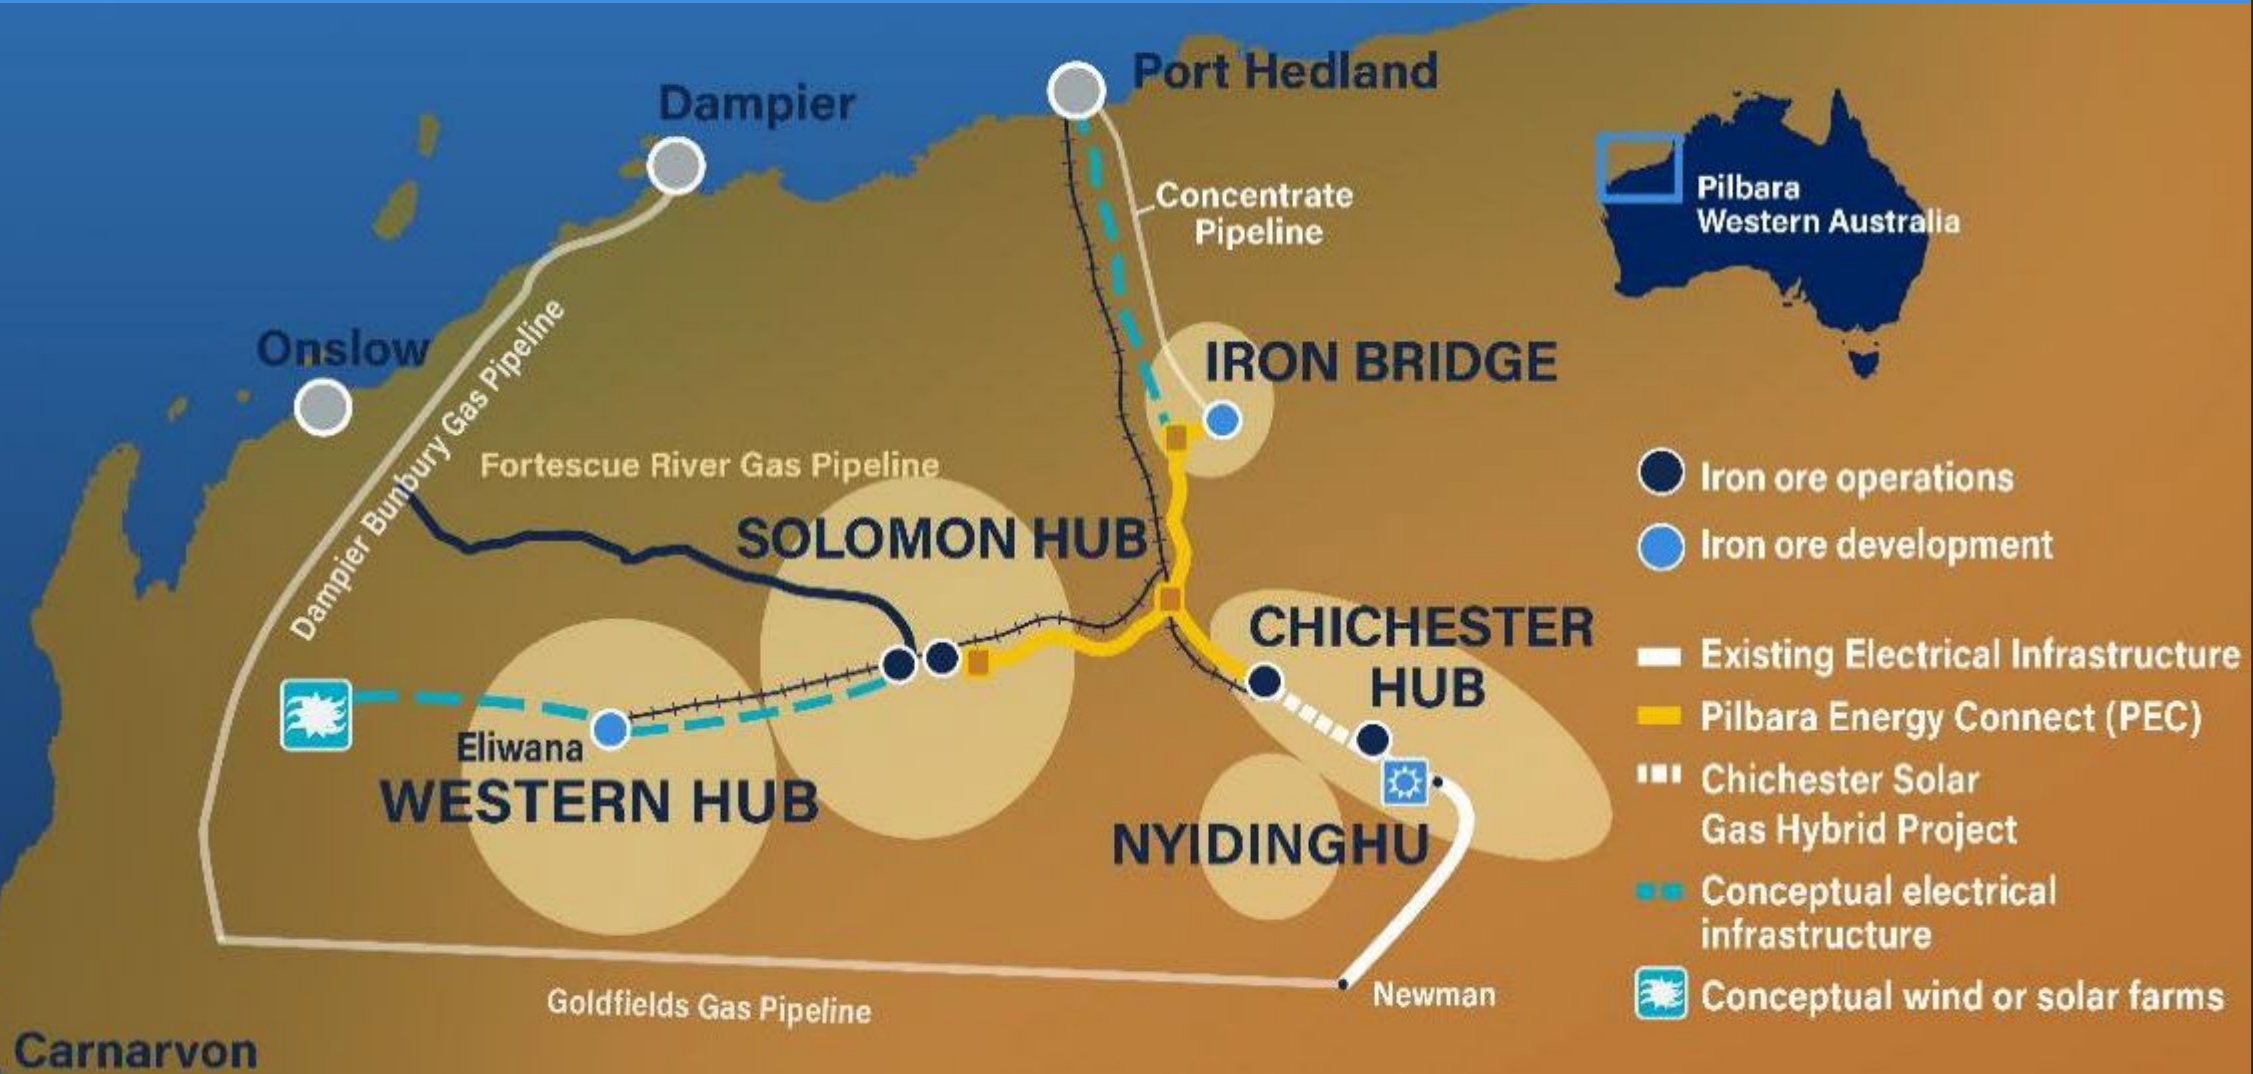 Port Hedland
Dampier
Concentrate
Pipeline
Pilbara
Western Australia
Onslow
Dampier Bunbury Gas Pipeline
IRON BRIDGE
Fortescue River Gas Pipeline
SOLOMON HUB
CHICHESTER
HUB
Eliwana
WESTERN HUB
NYIDINGHU
Newman
Goldfields Gas Pipeline
Carnarvon
Iron ore operations
Iron ore development
Existing Electrical Infrastructure
Pilbara Energy Connect (PEC)
Chichester Solar
Gas Hybrid Project
Conceptual electrical
infrastructure
Conceptual wind or solar farms